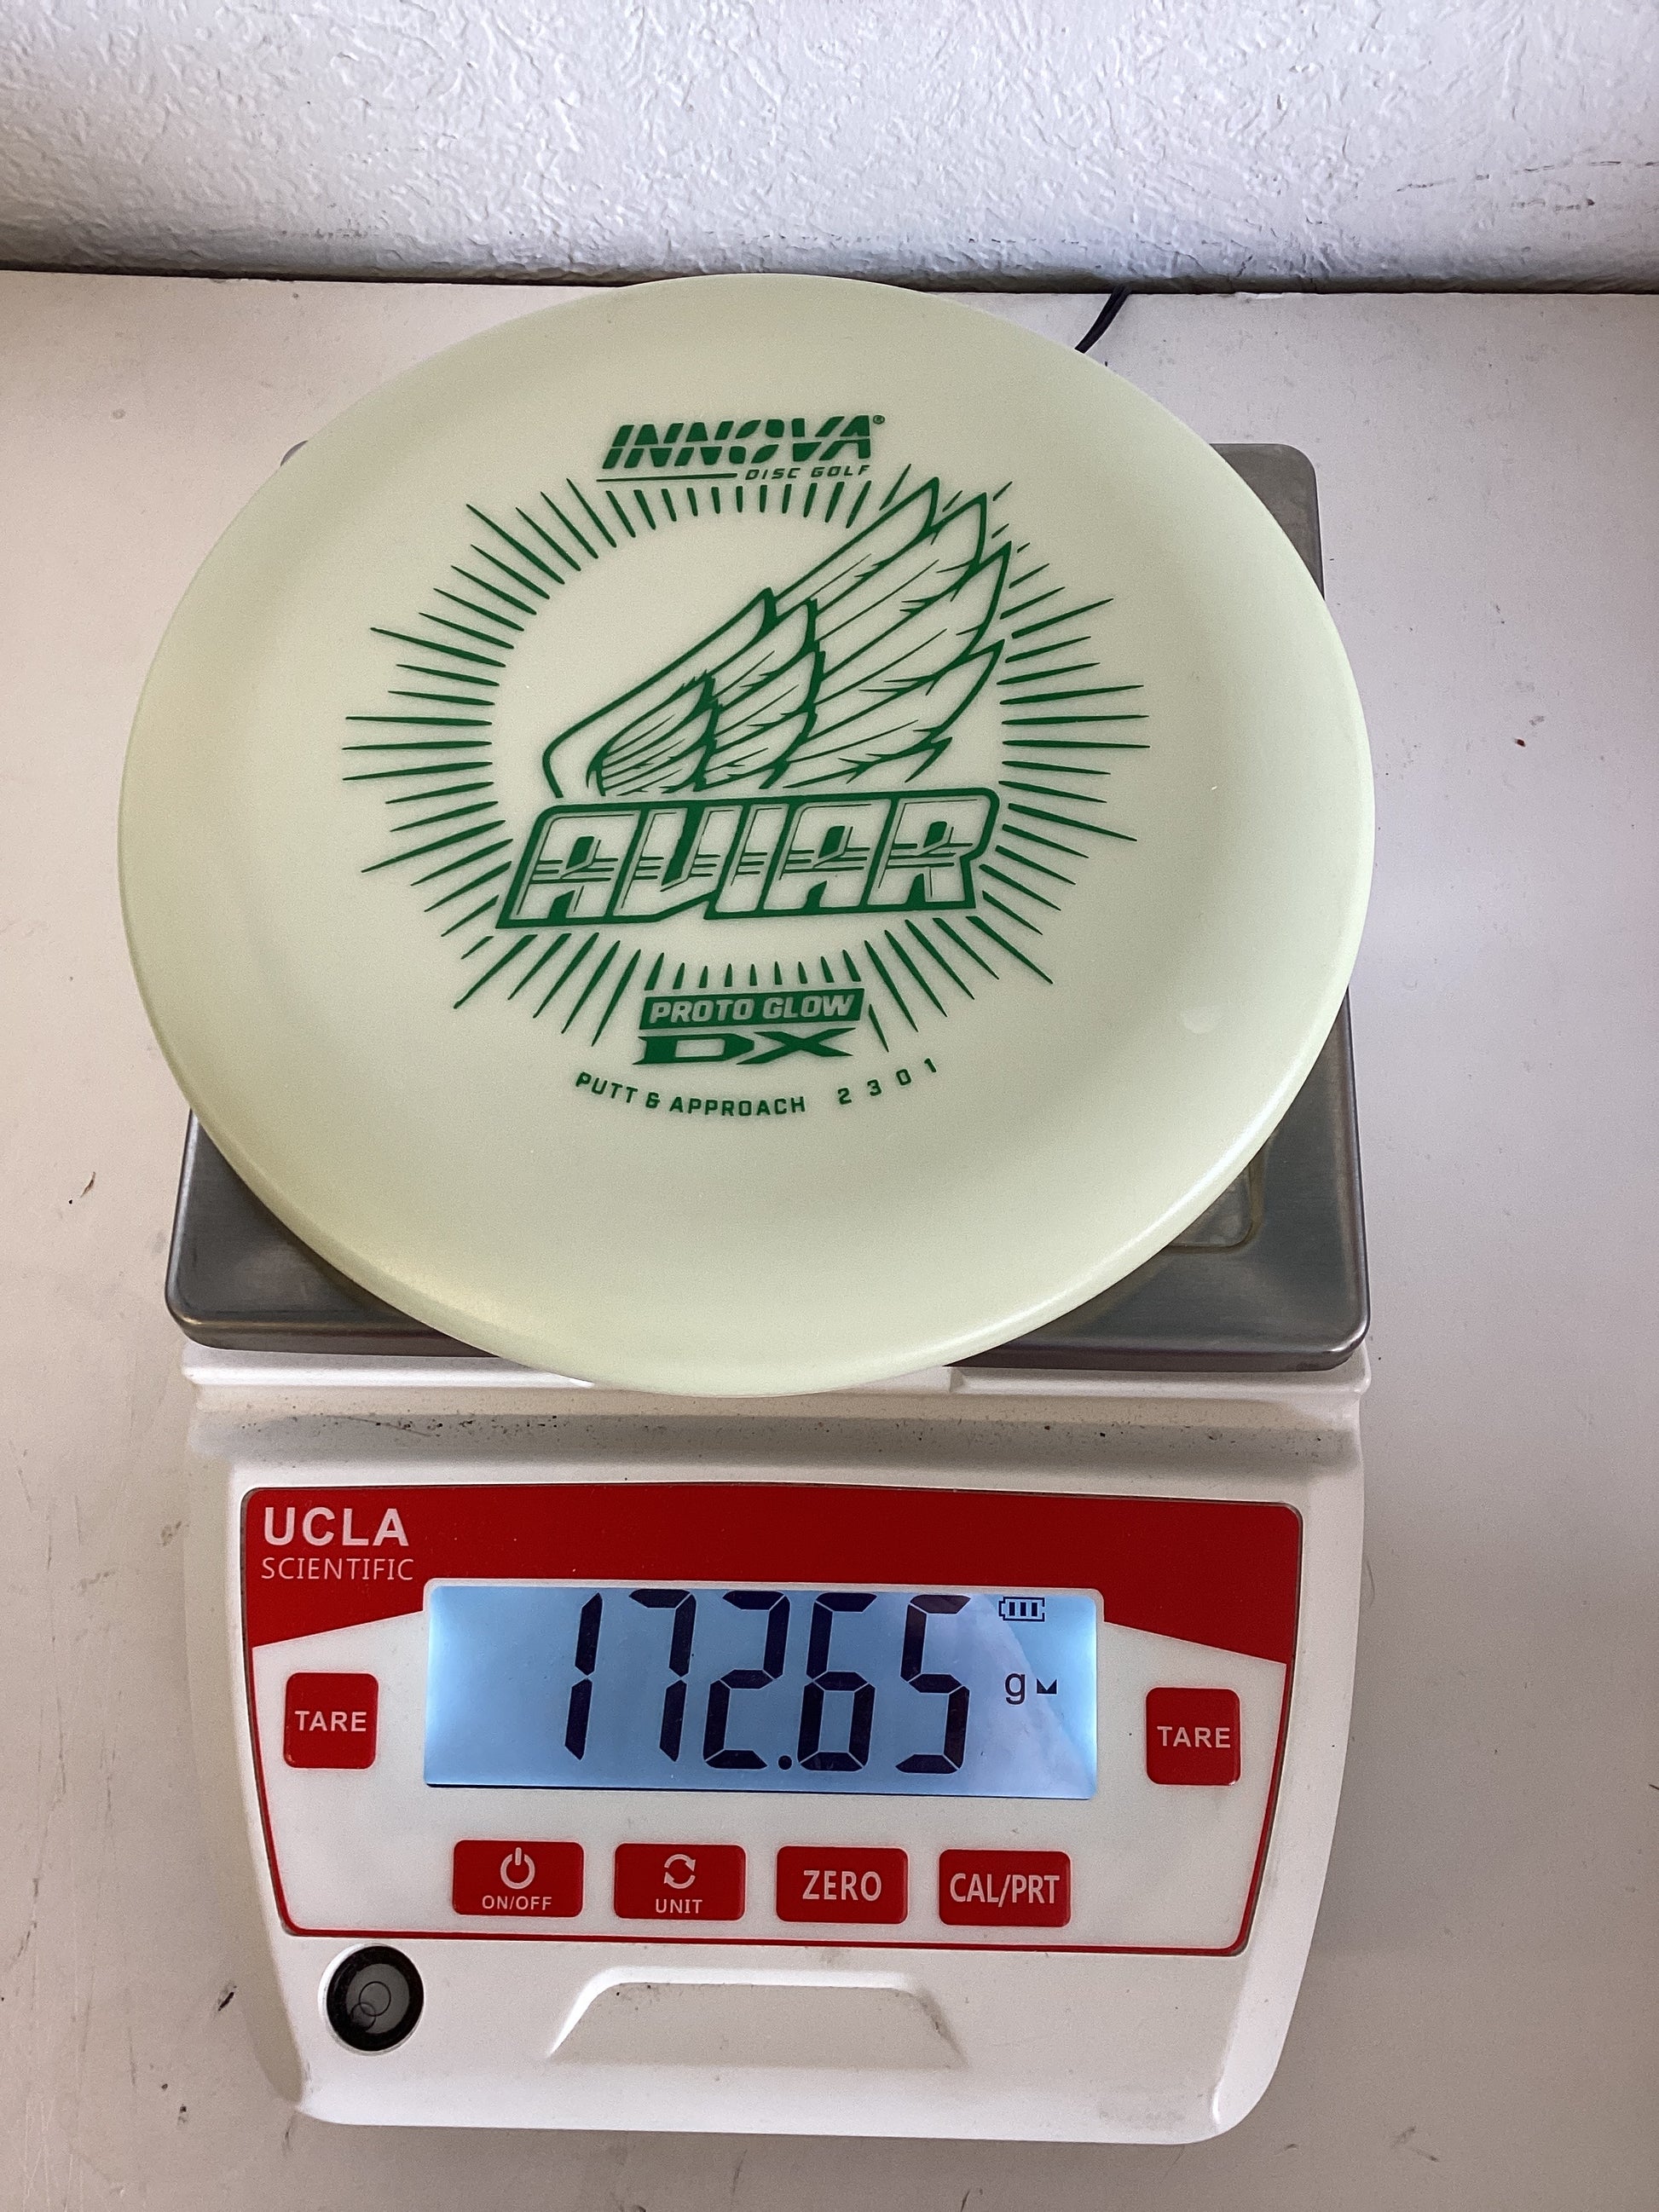 INNOVA®
DISC GOLF
AVIAR
PROTO GLOW
DX
PUTT & APPROACH 2 3 0 1
UCLA
SCIENTIFIC
172.65
g
TARE
TARE
ON/OFF
UNIT
ZERO
CAL/PRT